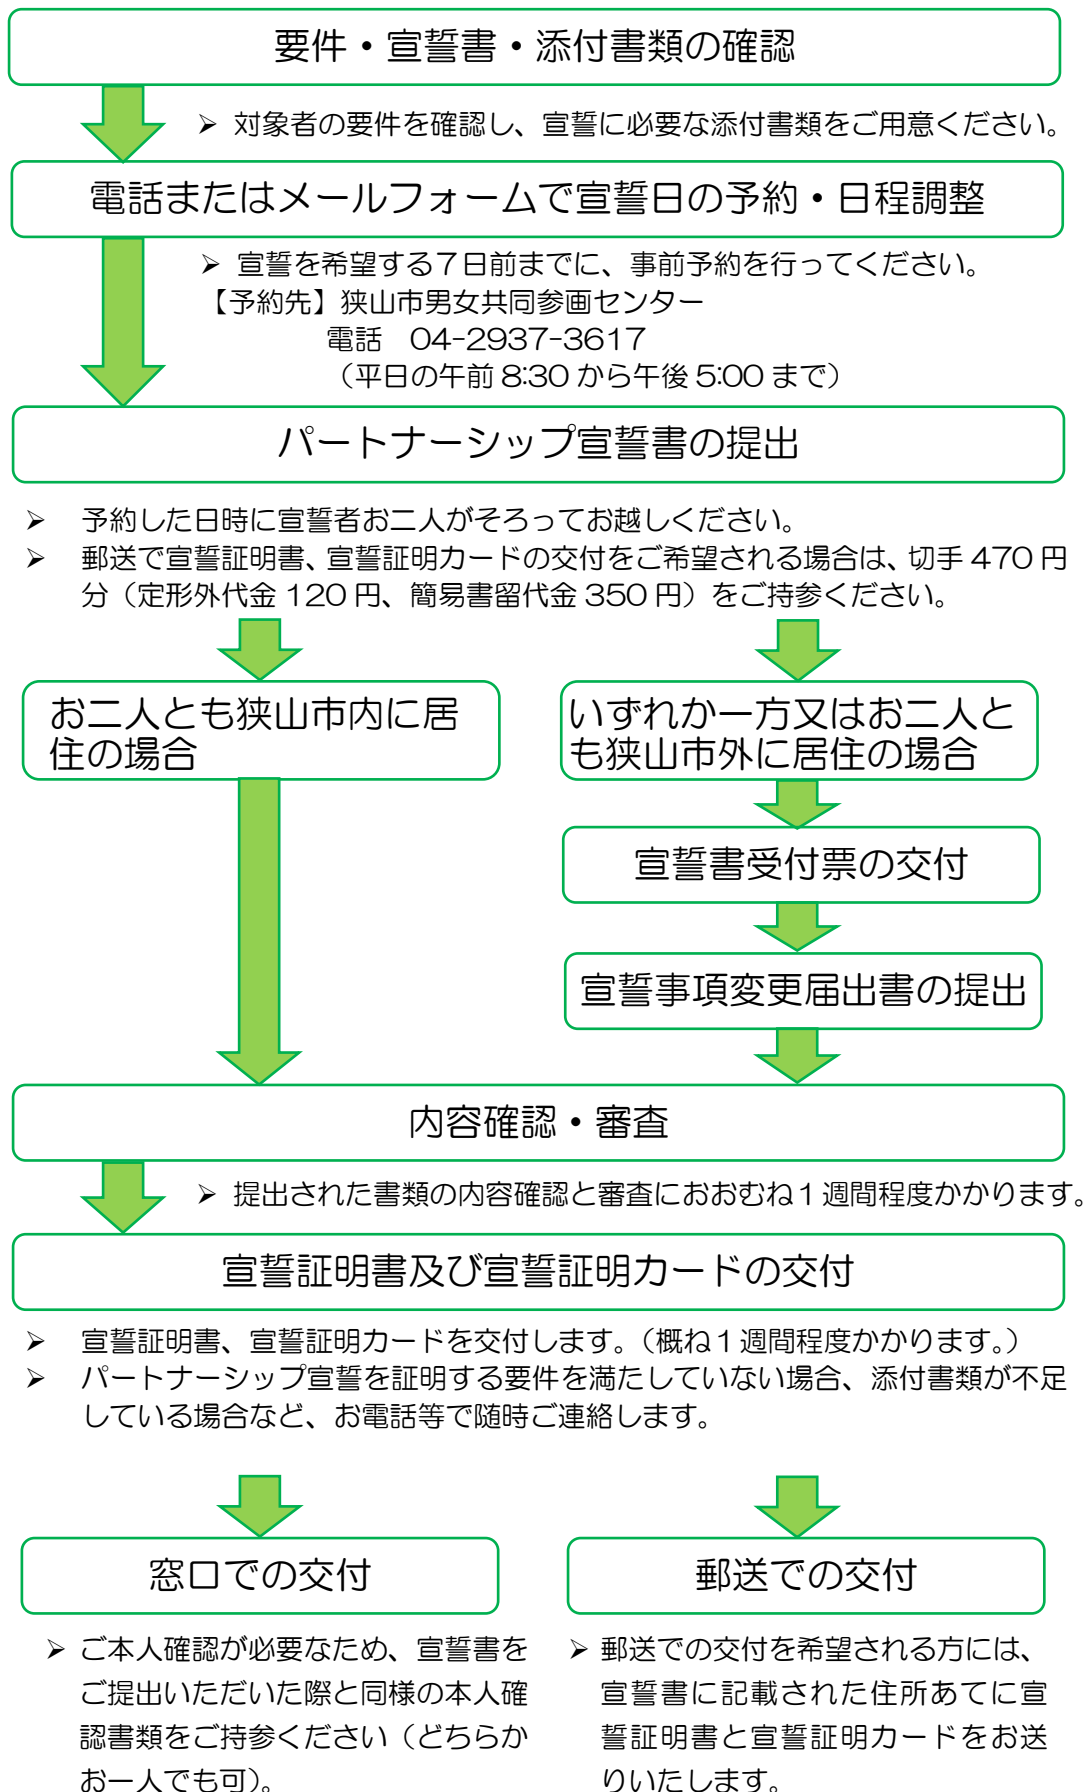 要件・宣誓書・添付書類の確認
➢ 対象者の要件を確認し、宣誓に必要な添付書類をご用意ください。
電話またはメールフォームで宣誓日の予約・日程調整
➢ 宣誓を希望する7日前までに、事前予約を行ってください。
【予約先】狭山市男女共同参画センター
電話　04-2937-3617
（平日の午前 8:30 から午後 5:00 まで）
パートナーシップ宣誓書の提出
➢ 予約した日時に宣誓者お二人がそろってお越しください。
➢ 郵送で宣誓証明書、宣誓証明カードの交付をご希望される場合は、切手 470 円
分（定形外代金 120 円、簡易書留代金 350 円）をご持参ください。
お二人とも狭山市内に居
住の場合
いずれか一方又はお二人と
も狭山市外に居住の場合
宣誓書受付票の交付
宣誓事項変更届出書の提出
内容確認・審査
➢ 提出された書類の内容確認と審査におおむね1週間程度かかります。
宣誓証明書及び宣誓証明カードの交付
➢ 宣誓証明書、宣誓証明カードを交付します。（概ね1週間程度かかります。）
➢ パートナーシップ宣誓を証明する要件を満たしていない場合、添付書類が不足
している場合など、お電話等で随時ご連絡します。
窓口での交付
➢ ご本人確認が必要なため、宣誓書を
ご提出いただいた際と同様の本人確
認書類をご持参ください（どちらか
お一人でも可）。
郵送での交付
➢ 郵送での交付を希望される方には、
宣誓書に記載された住所あてに宣
誓証明書と宣誓証明カードをお送
りいたします。